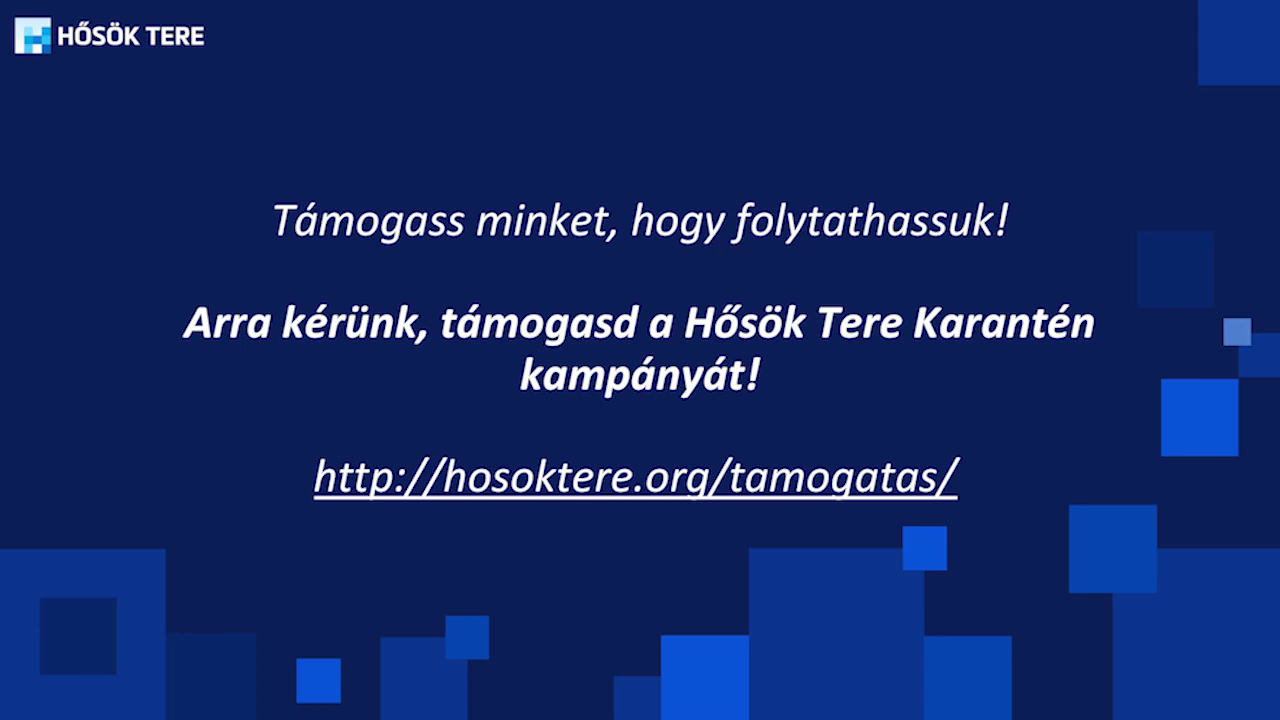 HŐSÖK TERE
Támogass minket, hogy folytathassuk!
Arra kérünk, támogasd a Hősök Tere Karantén
kampányát!
http://hosoktere.org/tamogatas/